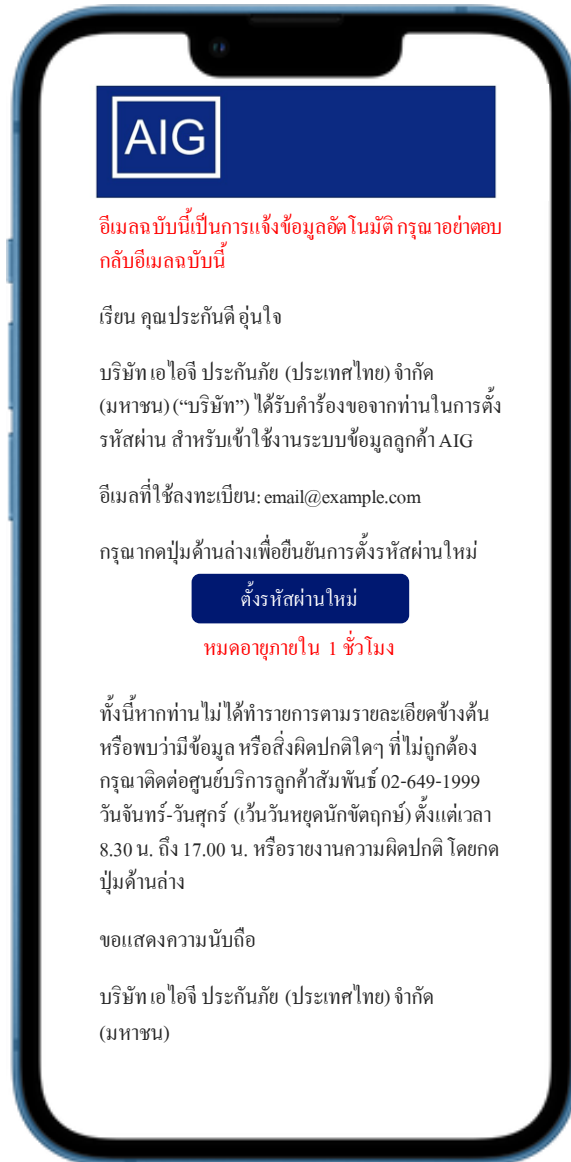 AIG
อีเมลฉบับนี้เป็นการแจ้งข้อมูลอัตโนมัติ กรุณาอย่าตอบ
กลับอีเมลฉบับนี้
เรียน คุณประกันดี อุ่นใจ
บริษัท เอไอจี ประกันภัย (ประเทศไทย) จำกัด
(มหาชน) (“บริษัท”) ได้รับคำร้องขอจากท่านในการตั้ง
รหัสผ่าน สำหรับเข้าใช้งานระบบข้อมูลลูกค้า AIG
อีเมลที่ใช้ลงทะเบียน: email@example.com
กรุณากดปุ่มด้านล่างเพื่อยืนยันการตั้งรหัสผ่านใหม่
ตั้งรหัสผ่านใหม่
หมดอายุภายใน 1 ชั่วโมง
ทั้งนี้หากท่านไม่ได้ทำรายการตามรายละเอียดข้างต้น
หรือพบว่ามีข้อมูล หรือสิ่งผิดปกติใดๆ ที่ไม่ถูกต้อง
กรุณาติดต่อศูนย์บริการลูกค้าสัมพันธ์ 02-649-1999
วันจันทร์-วันศุกร์ (เว้นวันหยุดนักขัตฤกษ์) ตั้งแต่เวลา
8.30 น. ถึง 17.00 น. หรือรายงานความผิดปกติ โดยกด
ปุ่มด้านล่าง
ขอแสดงความนับถือ
บริษัท เอไอจี ประกันภัย (ประเทศไทย) จำกัด
(มหาชน)